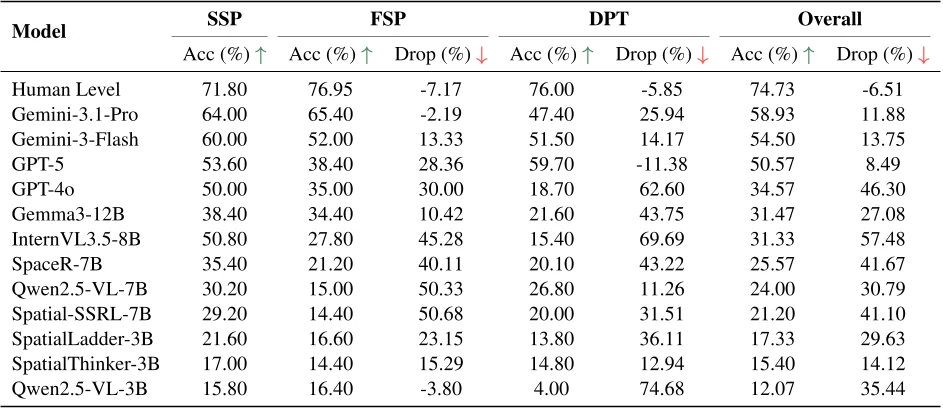 Model SSP FSP DPT Overall
Acc (%) ↑ Acc (%) ↑ Drop (%) ↓ Acc (%) ↑ Drop (%) ↓ Acc (%) ↑ Drop (%) ↓
Human Level 71.80 76.95 -7.17 76.00 -5.85 74.73 -6.51
Gemini-3.1-Pro 64.00 65.40 -2.19 47.40 25.94 58.93 11.88
Gemini-3-Flash 60.00 52.00 13.33 51.50 14.17 54.50 13.75
GPT-5 53.60 38.40 28.36 59.70 -11.38 50.57 8.49
GPT-4o 50.00 35.00 30.00 18.70 62.60 34.57 46.30
Gemma3-12B 38.40 34.40 10.42 21.60 43.75 31.47 27.08
InternVL3.5-8B 50.80 27.80 45.28 15.40 69.69 31.33 57.48
SpaceR-7B 35.40 21.20 40.11 20.10 43.22 25.57 41.67
Qwen2.5-VL-7B 30.20 15.00 50.33 26.80 11.26 24.00 30.79
Spatial-SSRL-7B 29.20 14.40 50.68 20.00 31.51 21.20 41.10
SpatialLadder-3B 21.60 16.60 23.15 13.80 36.11 17.33 29.63
SpatialThinker-3B 17.00 14.40 15.29 14.80 12.94 15.40 14.12
Qwen2.5-VL-3B 15.80 16.40 -3.80 4.00 74.68 12.07 35.44